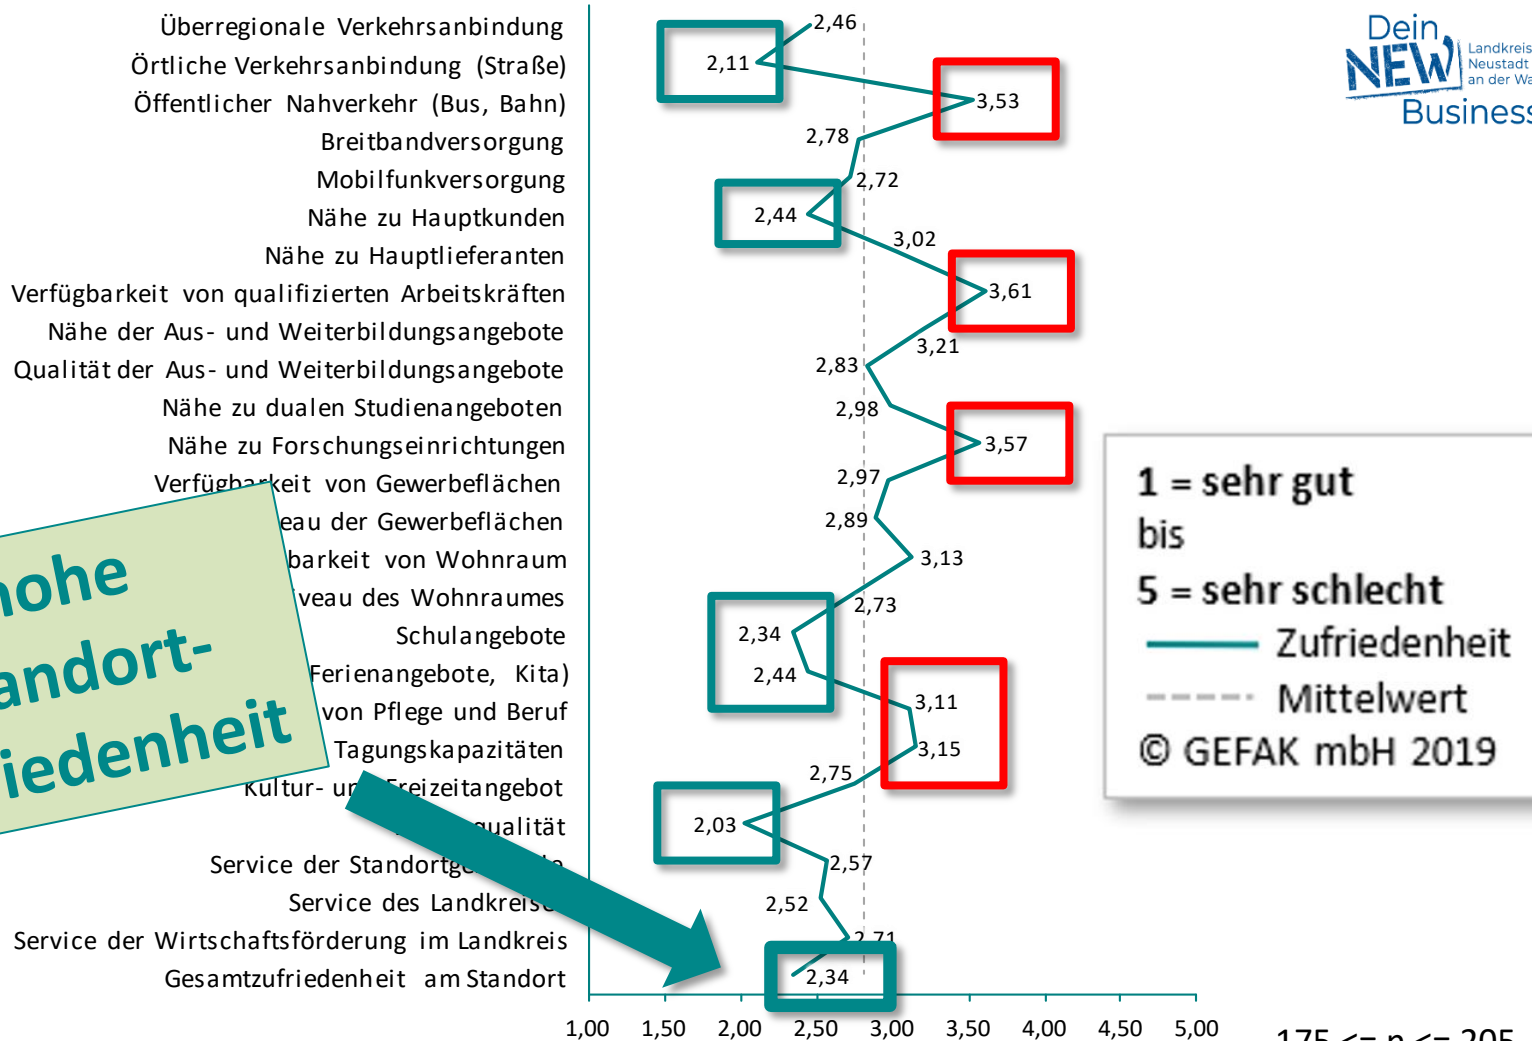 Überregionale Verkehrsanbindung 2,46
Örtliche Verkehrsanbindung (Straße) 2,11
Öffentlicher Nahverkehr (Bus, Bahn) 3,53
Breitbandversorgung 2,78
Mobilfunkversorgung 2,72
Nähe zu Hauptkunden 2,44
Nähe zu Hauptlieferanten 3,02
Verfügbarkeit von qualifizierten Arbeitskräften 3,61
Nähe der Aus- und Weiterbildungsangebote 3,21
Qualität der Aus- und Weiterbildungsangebote 2,83
Nähe zu dualen Studienangeboten 2,98
Nähe zu Forschungseinrichtungen 3,57
Verfügbarkeit von Gewerbeflächen 2,97
eau der Gewerbeflächen 2,89
barkeit von Wohnraum 3,13
veau des Wohnraumes 2,73
Schulangebote 2,34
Ferienangebote, Kita) 2,44
von Pflege und Beruf 3,11
Tagungskapazitäten 3,15
Kultur- und Freizeitangebot 2,75
qualität 2,03
Service der Standortge 2,57
Service des Landkreise 2,52
Service der Wirtschaftsförderung im Landkreis 2,71
Gesamtzufriedenheit am Standort 2,34
1,00 1,50 2,00 2,50 3,00 3,50 4,00 4,50 5,00
hohe
andort-
iedenheit
Dein
NEW
Landkreis
Neustadt
an der Wa
Business
1 = sehr gut
bis
5 = sehr schlecht
Zufriedenheit
Mittelwert
© GEFAK mbH 2019
175 <= n <= 205